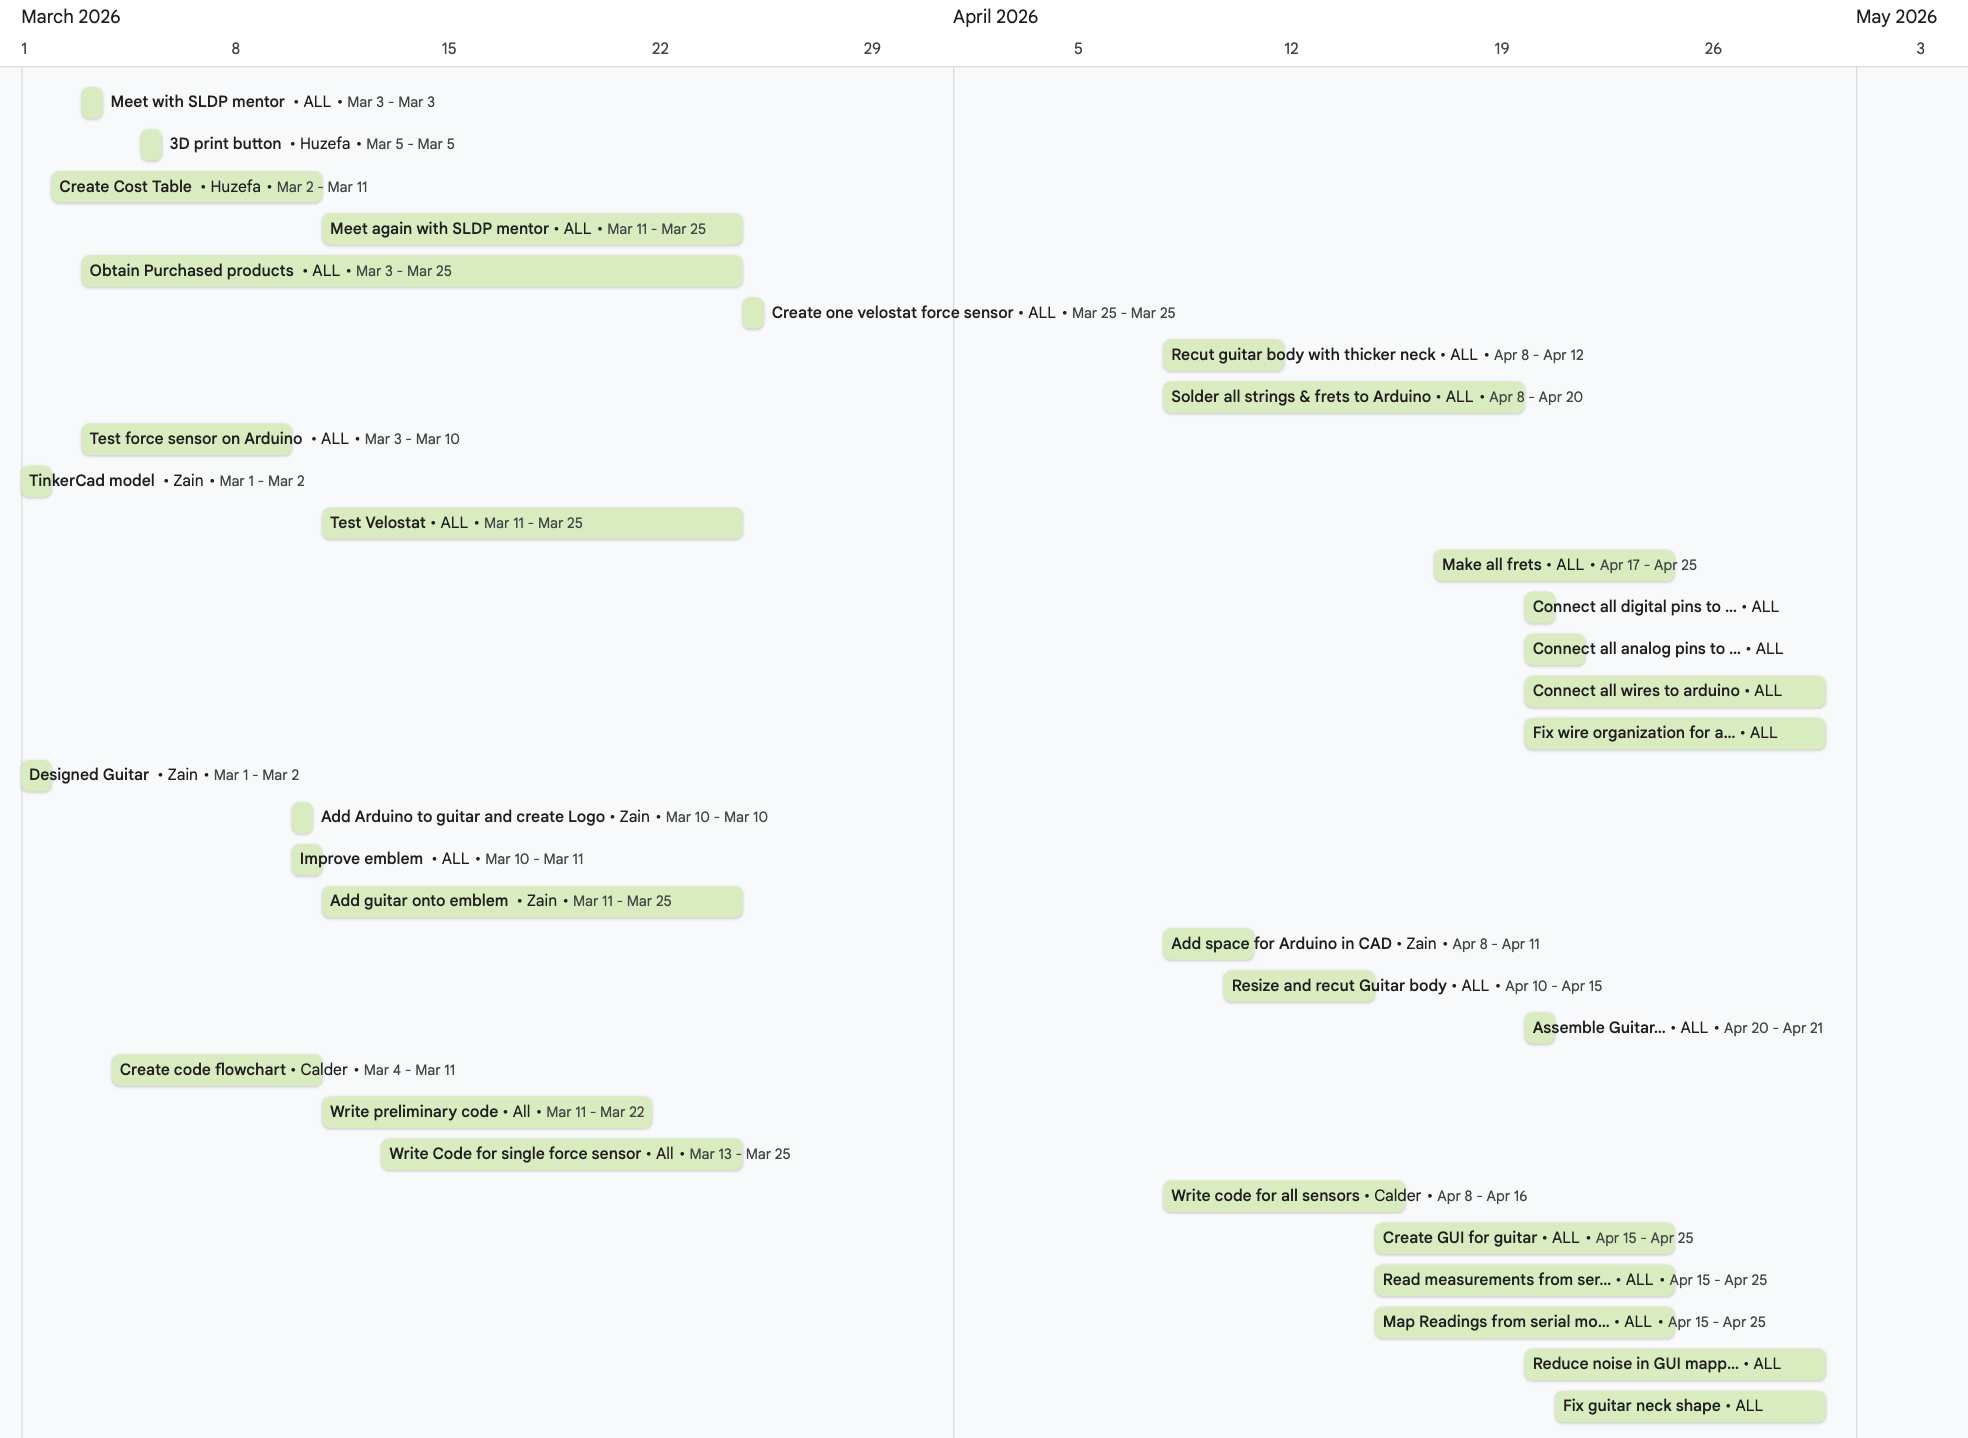 March 2026 April 2026 May 2026
1 8 15 22 29 5 12 19 26 3
Meet with SLDP mentor • ALL • Mar 3 - Mar 3
3D print button • Huzefa • Mar 5 - Mar 5
Create Cost Table • Huzefa • Mar 2 - Mar 11
Meet again with SLDP mentor • ALL • Mar 11 - Mar 25
Obtain Purchased products • ALL • Mar 3 - Mar 25
Create one velostat force sensor • ALL • Mar 25 - Mar 25
Recut guitar body with thicker neck • ALL • Apr 8 - Apr 12
Solder all strings & frets to Arduino • ALL • Apr 8 - Apr 20
Test force sensor on Arduino • ALL • Mar 3 - Mar 10
TinkerCad model • Zain • Mar 1 - Mar 2
Test Velostat • ALL • Mar 11 - Mar 25
Make all frets • ALL • Apr 17 - Apr 25
Connect all digital pins to ... • ALL
Connect all analog pins to ... • ALL
Connect all wires to arduino • ALL
Fix wire organization for a... • ALL
Designed Guitar • Zain • Mar 1 - Mar 2
Add Arduino to guitar and create Logo • Zain • Mar 10 - Mar 10
Improve emblem • ALL • Mar 10 - Mar 11
Add guitar onto emblem • Zain • Mar 11 - Mar 25
Add space for Arduino in CAD • Zain • Apr 8 - Apr 11
Resize and recut Guitar body • ALL • Apr 10 - Apr 15
Assemble Guitar... • ALL • Apr 20 - Apr 21
Create code flowchart • Calder • Mar 4 - Mar 11
Write preliminary code • All • Mar 11 - Mar 22
Write Code for single force sensor • All • Mar 13 - Mar 25
Write code for all sensors • Calder • Apr 8 - Apr 16
Create GUI for guitar • ALL • Apr 15 - Apr 25
Read measurements from ser... • ALL • Apr 15 - Apr 25
Map Readings from serial mo... • ALL • Apr 15 - Apr 25
Reduce noise in GUI mapp... • ALL
Fix guitar neck shape • ALL